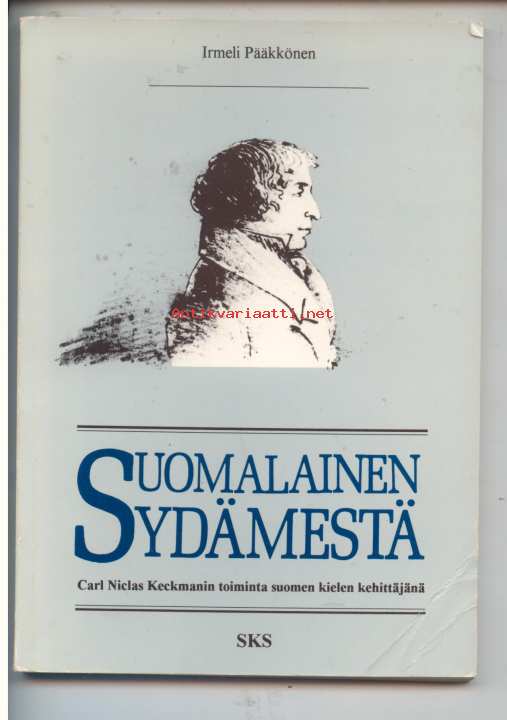 Irmeli Pääkkönen
Antikvariaatti.net
SUOMALAINEN
SYDÄMESTÄ
Carl Niclas Keckmanin toiminta suomen kielen kehittäjänä
SKS